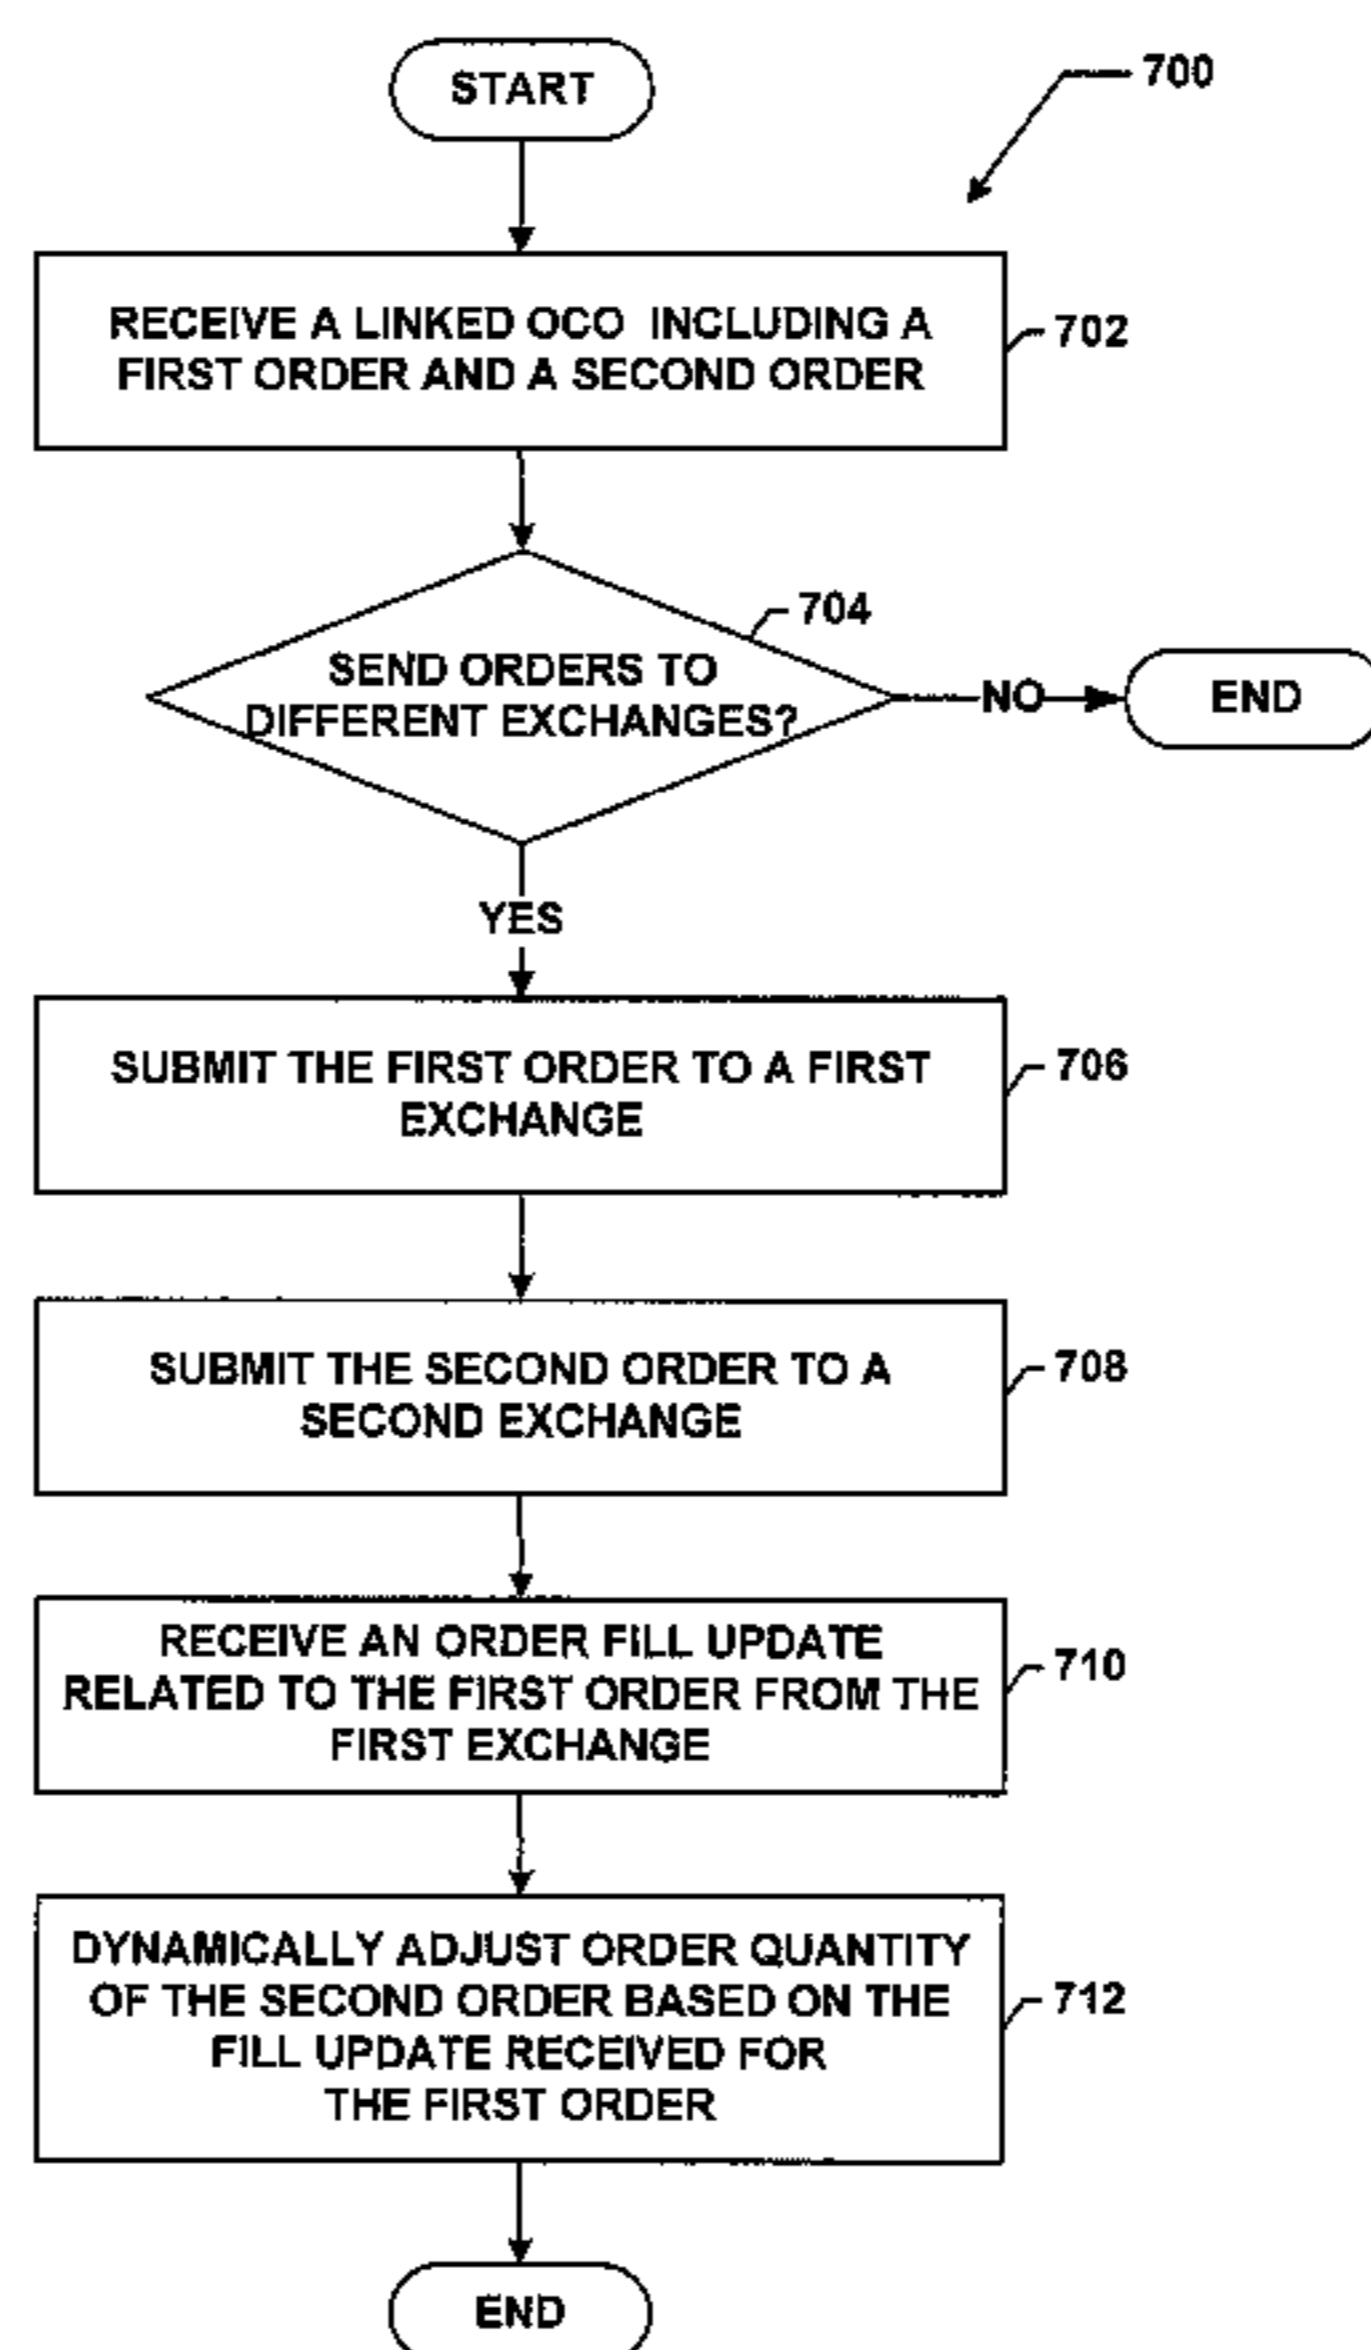 START
700
RECEIVE A LINKED OCO INCLUDING A
FIRST ORDER AND A SECOND ORDER
702
704
SEND ORDERS TO
DIFFERENT EXCHANGES?
NO
END
YES
SUBMIT THE FIRST ORDER TO A FIRST
EXCHANGE
706
SUBMIT THE SECOND ORDER TO A
SECOND EXCHANGE
708
RECEIVE AN ORDER FILL UPDATE
RELATED TO THE FIRST ORDER FROM THE
FIRST EXCHANGE
710
DYNAMICALLY ADJUST ORDER QUANTITY
OF THE SECOND ORDER BASED ON THE
FILL UPDATE RECEIVED FOR
THE FIRST ORDER
712
END